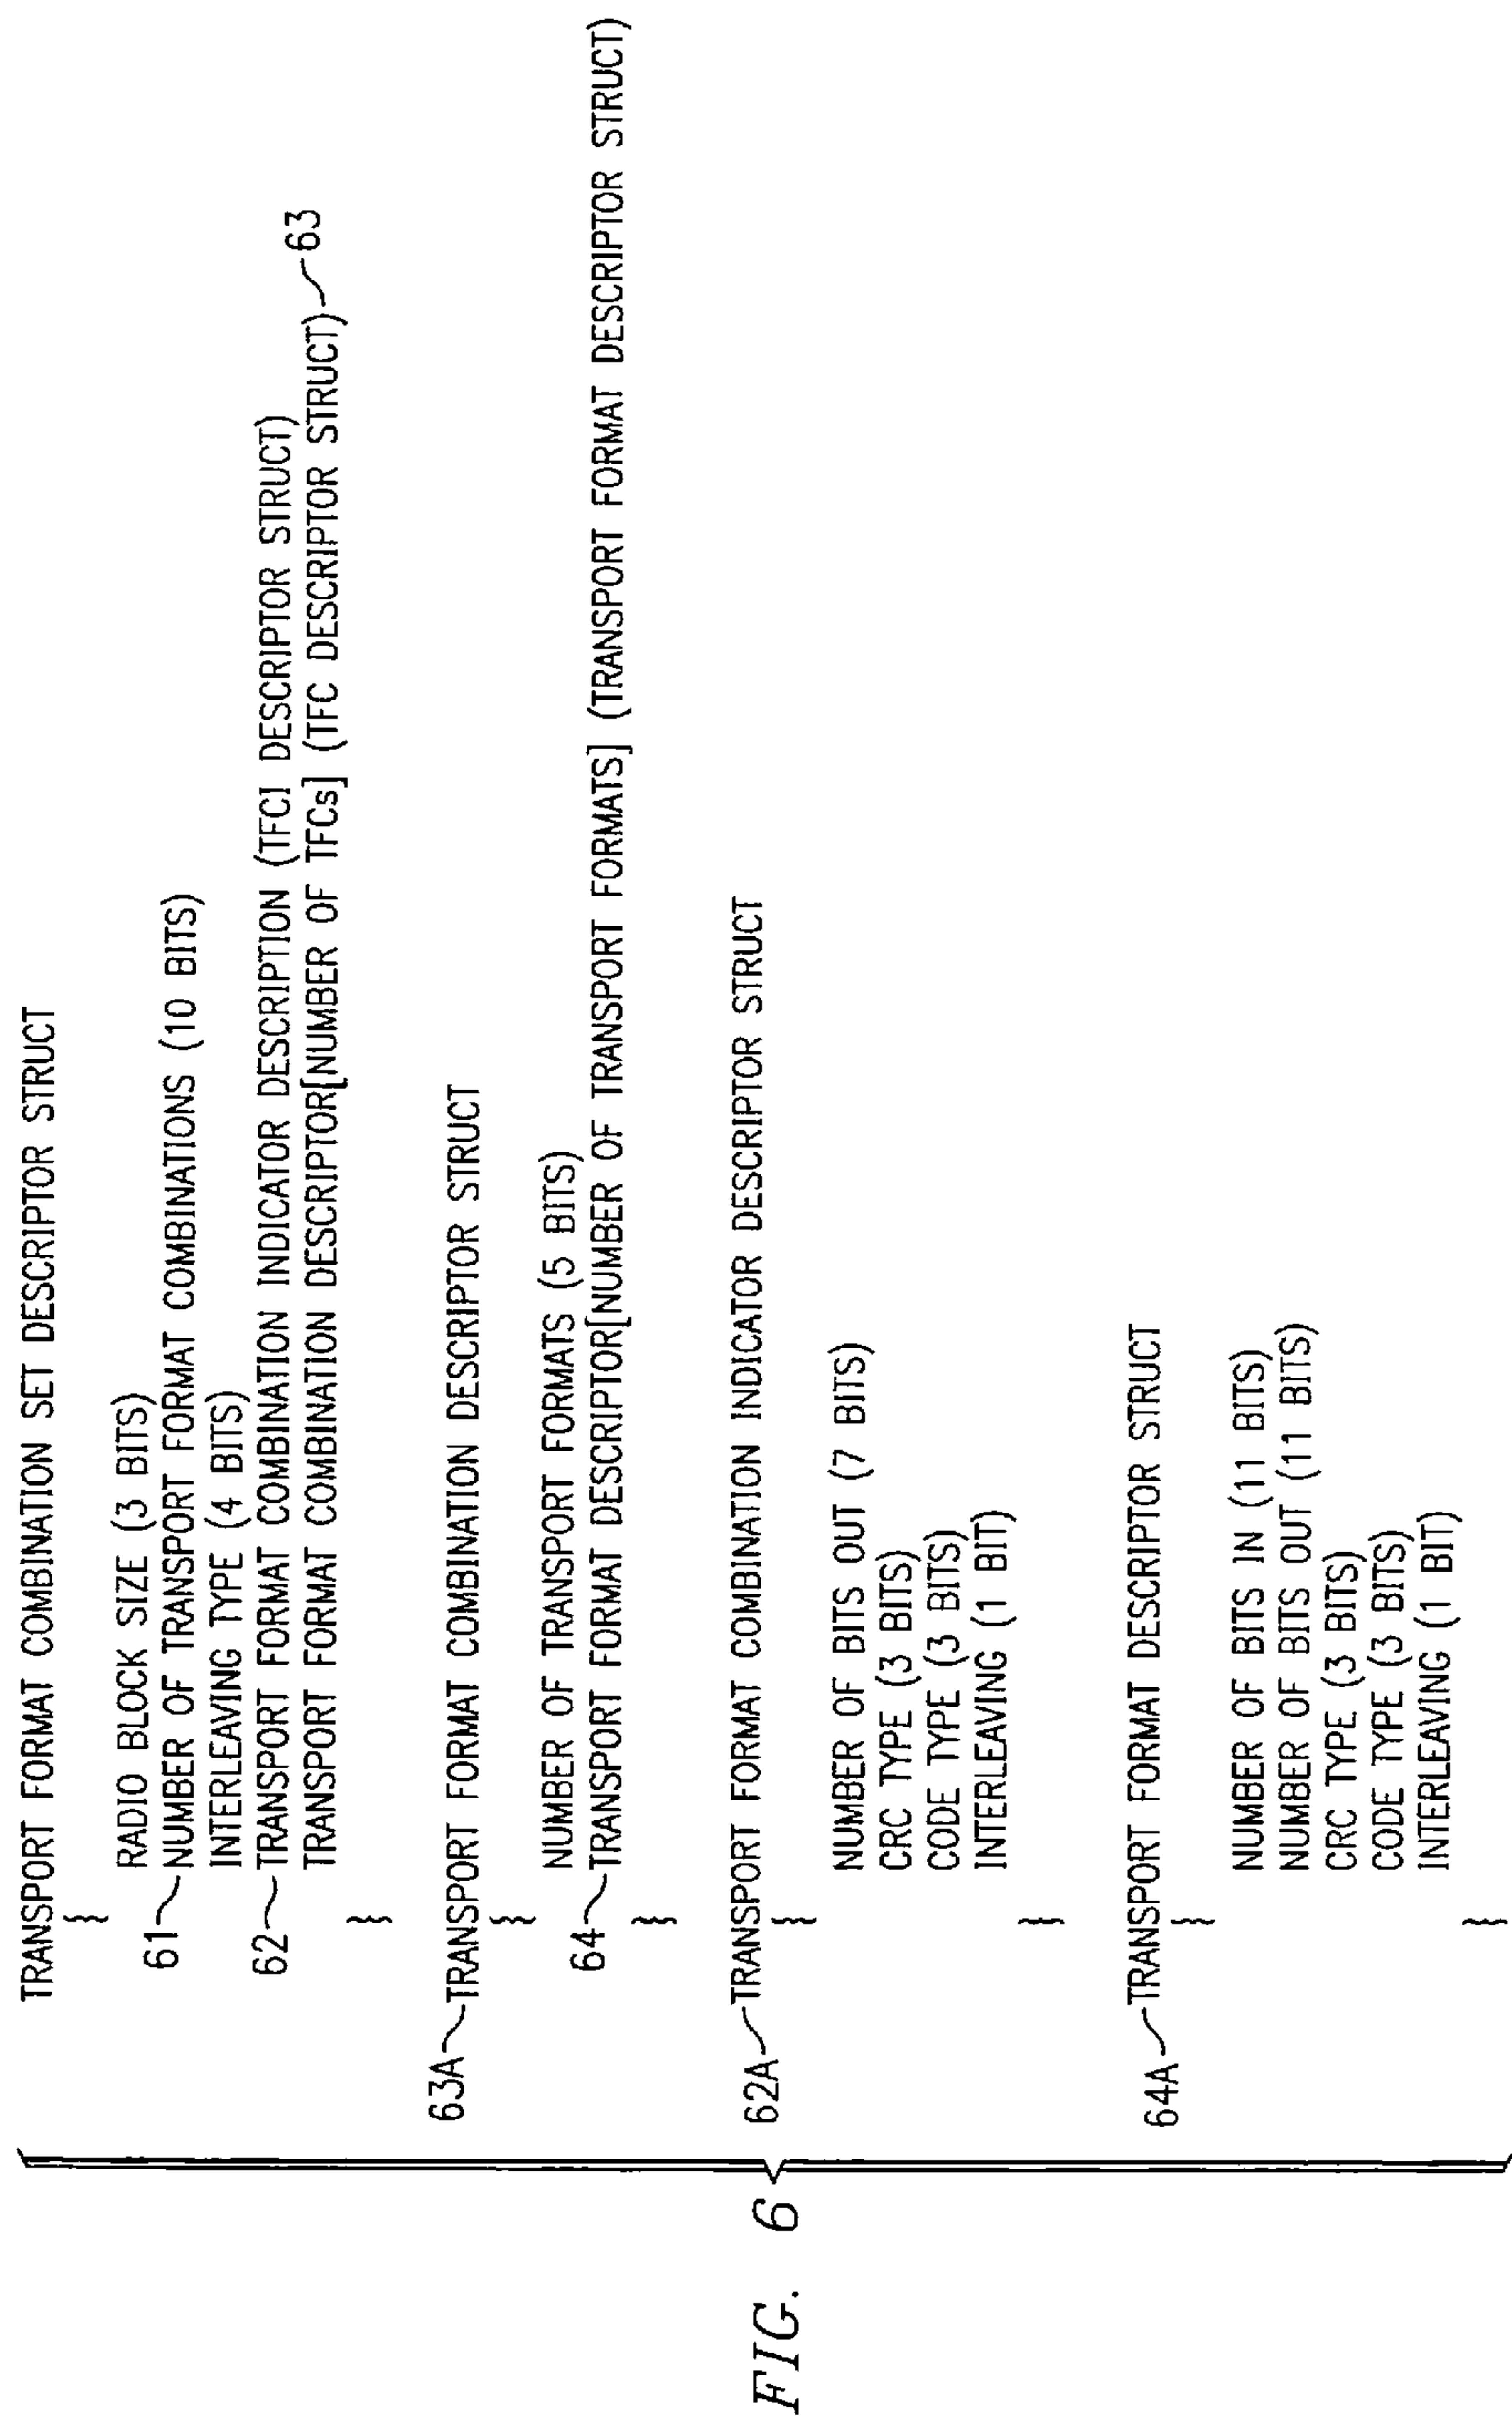 TRANSPORT FORMAT COMBINATION SET DESCRIPTOR STRUCT
{
RADIO BLOCK SIZE (3 BITS)
61 NUMBER OF TRANSPORT FORMAT COMBINATIONS (10 BITS)
INTERLEAVING TYPE (4 BITS)
62 TRANSPORT FORMAT COMBINATION INDICATOR DESCRIPTION (TFCI DESCRIPTOR STRUCT)
TRANSPORT FORMAT COMBINATION DESCRIPTOR[NUMBER OF TFCs] (TFC DESCRIPTOR STRUCT) 63
}
63A TRANSPORT FORMAT COMBINATION DESCRIPTOR STRUCT
{
NUMBER OF TRANSPORT FORMATS (5 BITS)
64 TRANSPORT FORMAT DESCRIPTOR[NUMBER OF TRANSPORT FORMATS] (TRANSPORT FORMAT DESCRIPTOR STRUCT)
}
62A TRANSPORT FORMAT COMBINATION INDICATOR DESCRIPTOR STRUCT
{
NUMBER OF BITS OUT (7 BITS)
CRC TYPE (3 BITS)
CODE TYPE (3 BITS)
INTERLEAVING (1 BIT)
}
64A TRANSPORT FORMAT DESCRIPTOR STRUCT
{
NUMBER OF BITS IN (11 BITS)
NUMBER OF BITS OUT (11 BITS)
CRC TYPE (3 BITS)
CODE TYPE (3 BITS)
INTERLEAVING (1 BIT)
}
FIG. 6